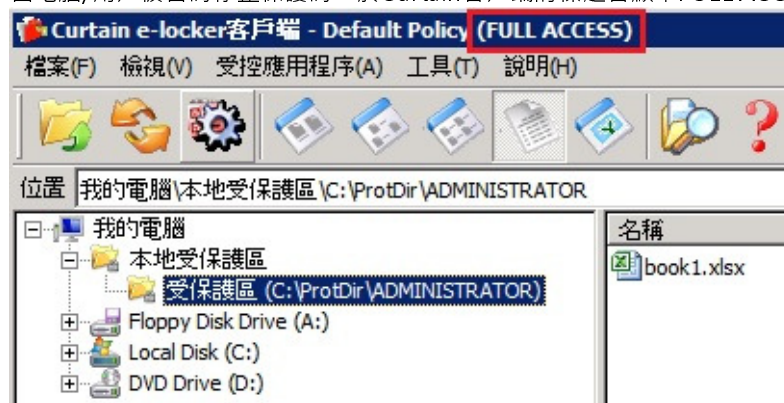 Curtain e-locker客戶端 - Default Policy (FULL ACCESS)
檔案(F) 檢視(V) 受控應用程序(A) 工具(T) 說明(H)
位置 我的電腦\本地受保護區\C:\ProtDir\ADMINISTRATOR
我的電腦
名稱
本地受保護區
book1.xlsx
受保護區 (C:\ProtDir\ADMINISTRATOR)
Floppy Disk Drive (A:)
Local Disk (C:)
DVD Drive (D:)